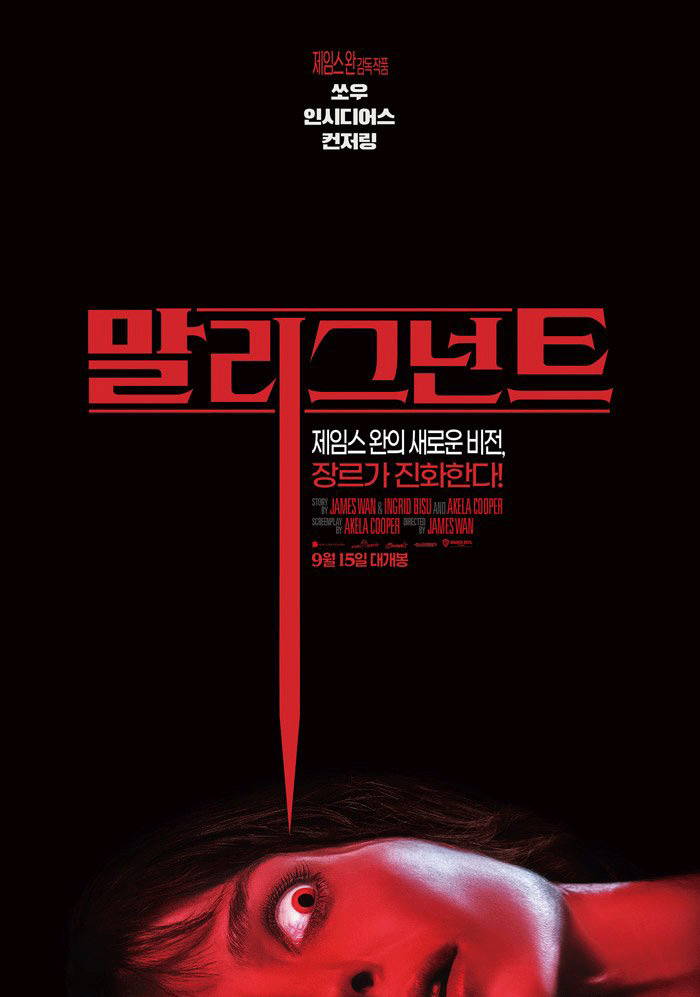 제임스 완 감독 작품
쏘우
인시디어스
컨저링
말리그넌트
제임스 완의 새로운 비전,
장르가 진화한다!
STORY BY JAMES WAN & INGRID BISU AND AKELA COOPER
SCREENPLAY BY AKELA COOPER DIRECTED BY JAMES WAN
9월 15일 대개봉